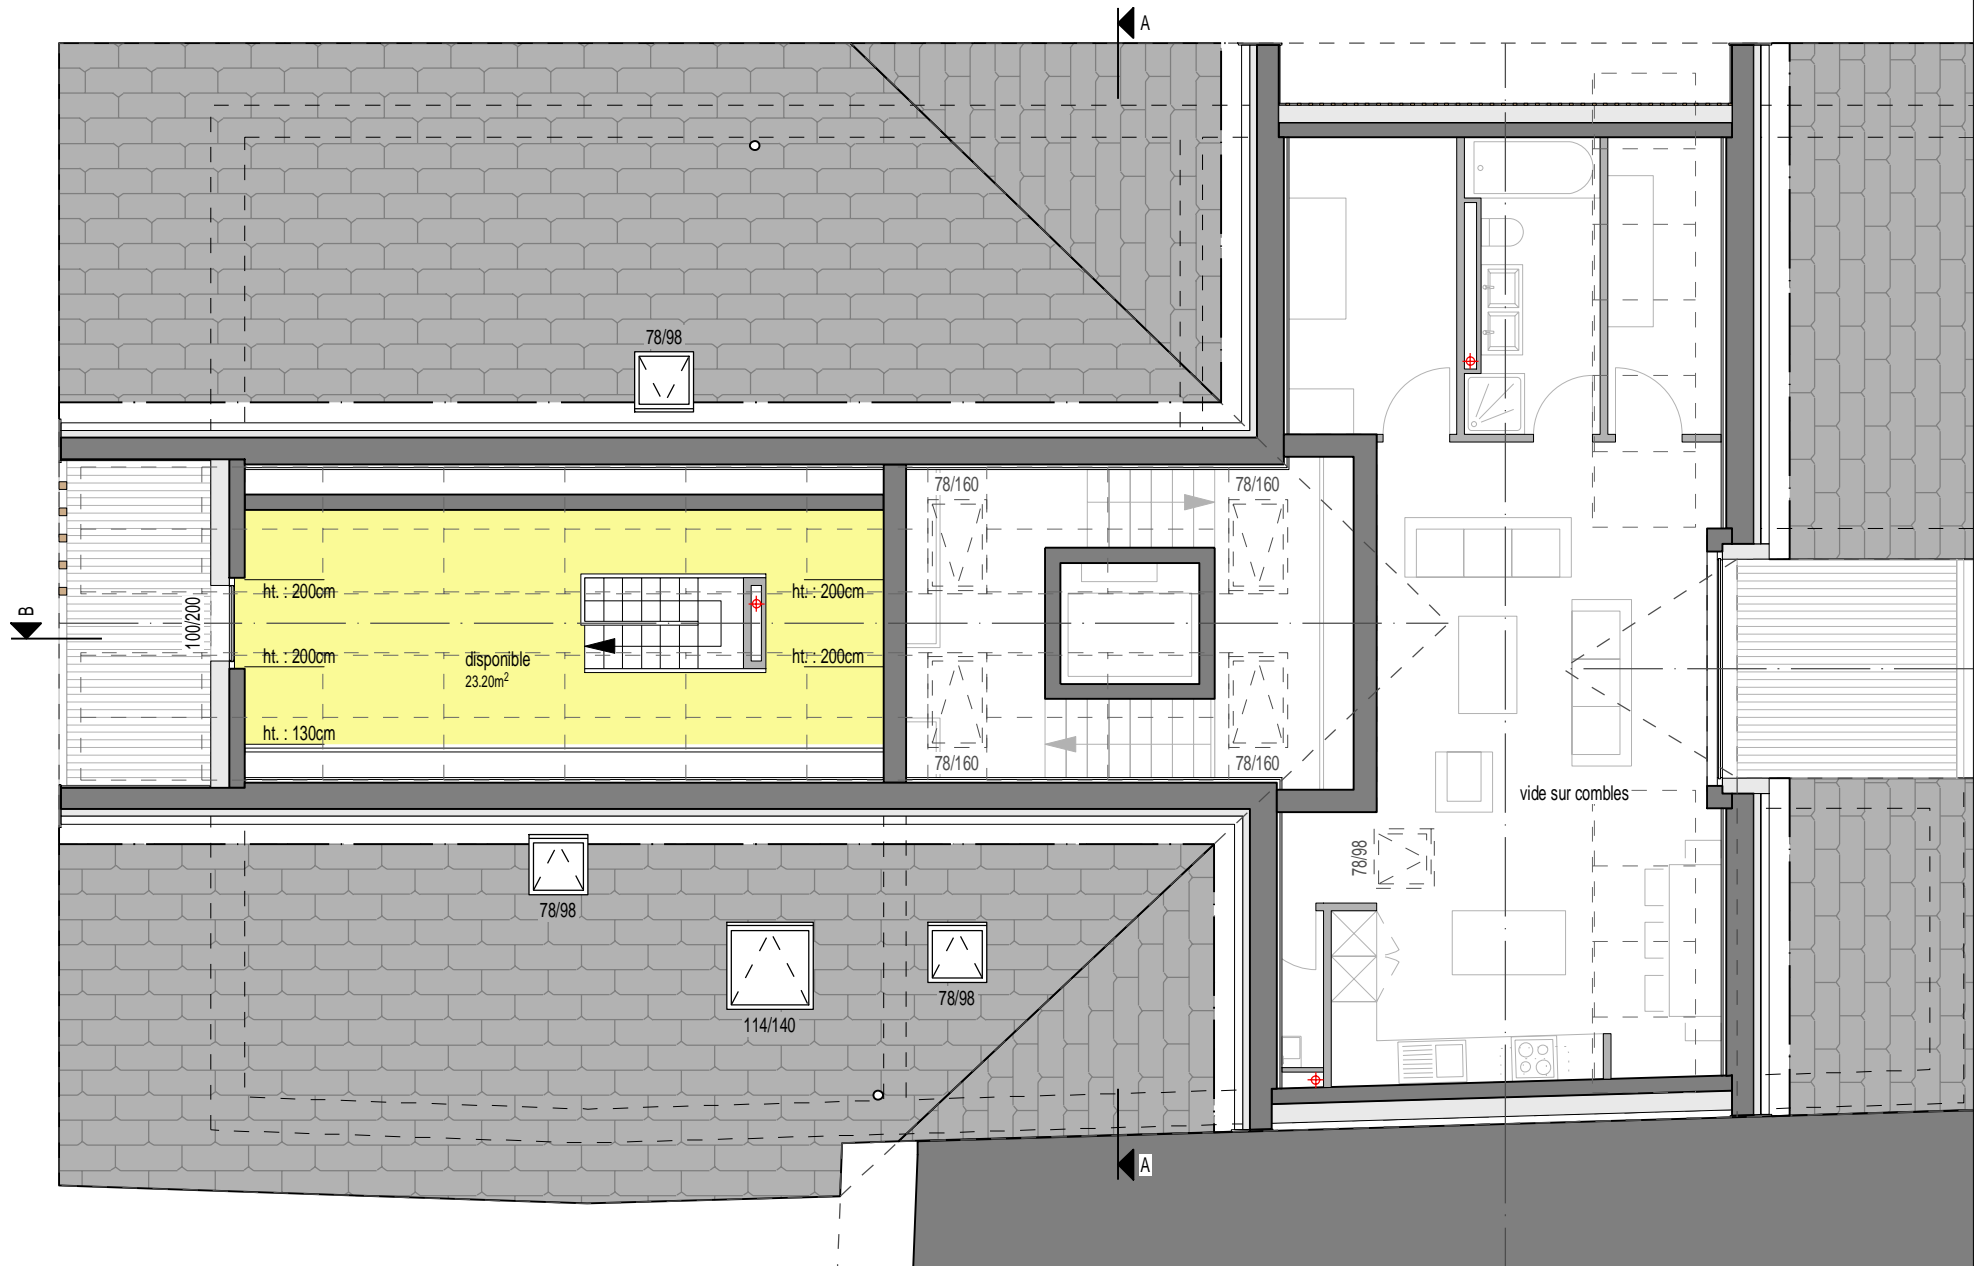 A
78/98
78/160
78/160
ht. : 200cm
ht. : 200cm
B
100/200
ht. : 200cm
disponible
23.20m²
ht. : 200cm
ht. : 130cm
78/160
78/160
vide sur combles
78/98
78/98
78/98
114/140
A